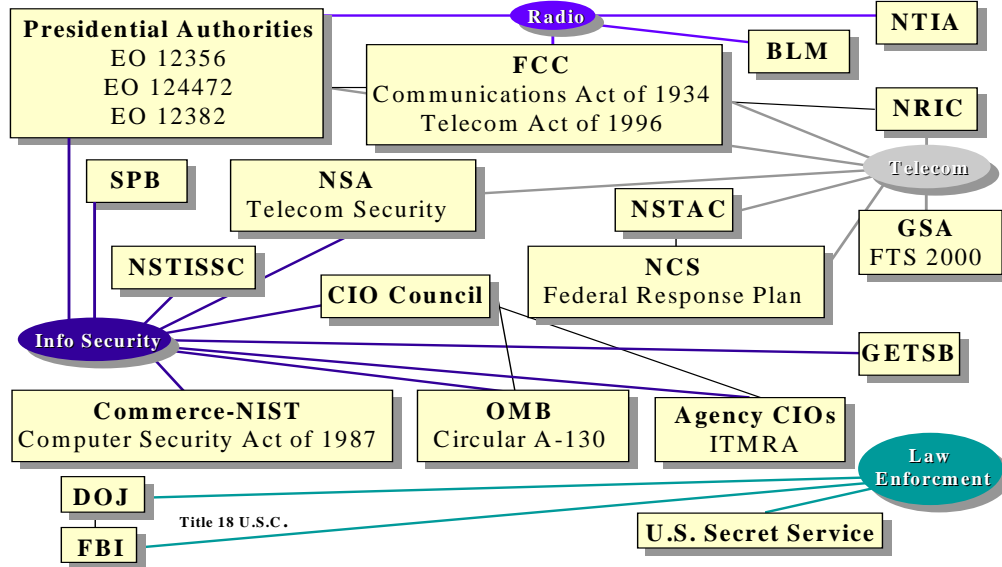 Presidential Authorities
EO 12356
EO 124472
EO 12382
Radio
NTIA
BLM
FCC
Communications Act of 1934
Telecom Act of 1996
NRIC
Telecom
SPB
NSA
Telecom Security
NSTAC
GSA
FTS 2000
NSTISSC
NCS
Federal Response Plan
CIO Council
Info Security
GETSB
Commerce-NIST
Computer Security Act of 1987
OMB
Circular A-130
Agency CIOs
ITMRA
Law
Enforcment
DOJ
Title 18 U.S.C.
FBI
U.S. Secret Service